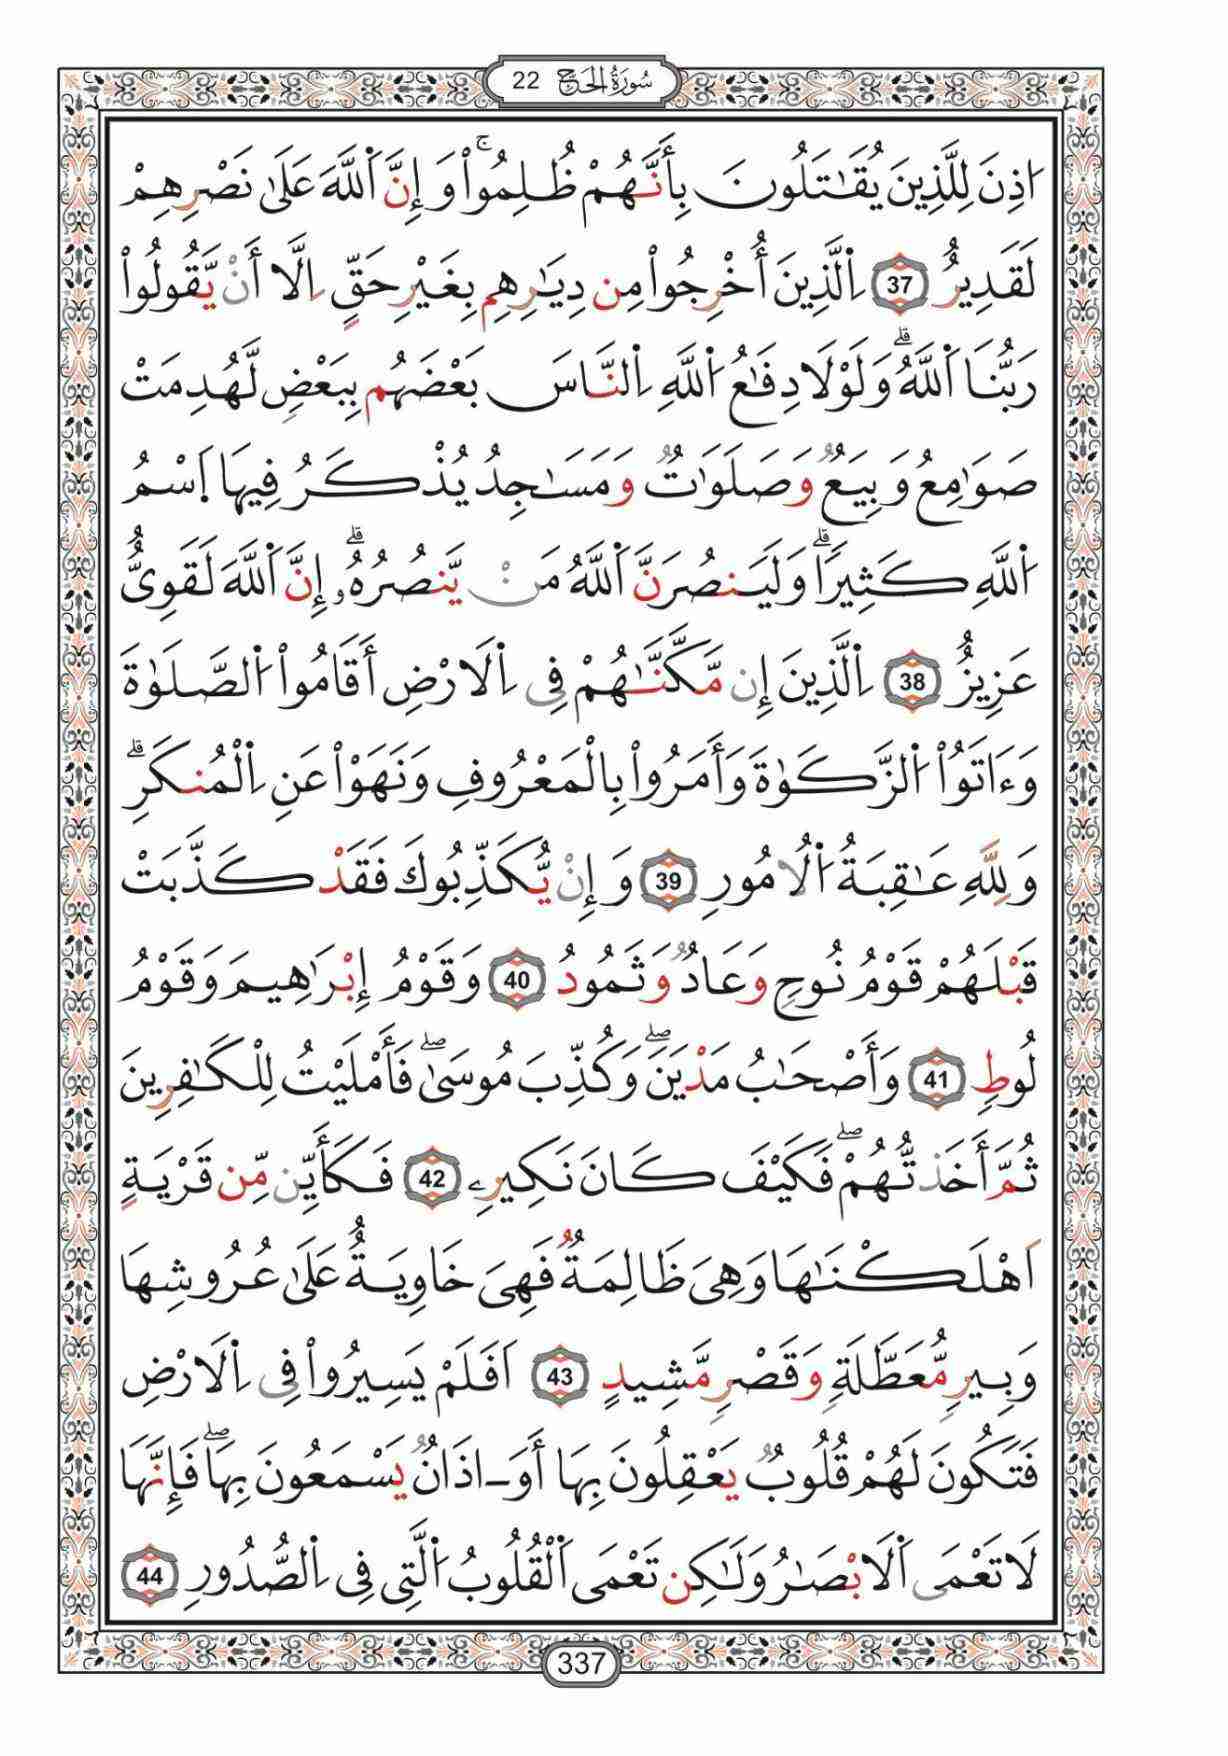 سُورَةُ الحَجِّ 22
اَذِنَ لِلَّذِينَ يُقَٰتَلُونَ بِأَنَّهُمْ ظُلِمُواْۚ وَإِنَّ اَ۬للَّهَ عَلَىٰ نَصْرِهِمْ
لَقَدِيرٌ 37 اِ۬لَّذِينَ أُخْرِجُواْ مِن دِيَٰرِهِم بِغَيْرِ حَقٍّ اِلَّا أَنْ يَّقُولُواْ
رَبُّنَا اَ۬للَّهُۗ وَلَوْلَا دِفَٰعُ اُ۬للَّهِ اِ۬لنَّاسَ بَعْضَهُم بِبَعْضٍ لَّهُدِمَتْ
صَوَٰمِعُ وَبِيَعٌ وَصَلَوَٰتٌ وَمَسَٰجِدُ يُذْكَرُ فِيهَا اَ۪سْمُ
اُ۬للَّهِ كَثِيراًۗ وَلَيَنصُرَنَّ اَ۬للَّهُ مَنْ يَّنصُرُهُۥۗ إِنَّ اَ۬للَّهَ لَقَوِيٌّ
عَزِيزٌ 38 اِ۬لَّذِينَ إِن مَّكَّنَّٰهُمْ فِي اِ۬لَارْضِ أَقَامُواْ اُ۬لصَّلَوٰةَ
وَءَاتَوُاْ اُ۬لزَّكَوٰةَ وَأَمَرُواْ بِالْمَعْرُوفِ وَنَهَوْاْ عَنِ اِ۬لْمُنكَرِۗ
وَلِلَّهِ عَٰقِبَةُ اُ۬لُامُورِ 39 وَإِنْ يُّكَذِّبُوكَ فَقَدْ كَذَّبَتْ
قَبْلَهُمْ قَوْمُ نُوحٍ وَعَادٌ وَثَمُودُ 40 وَقَوْمُ إِبْرَٰهِيمَ وَقَوْمُ
لُوطٍ 41 وَأَصْحَٰبُ مَدْيَنَۖ وَكُذِّبَ مُوسَىٰۖ فَأَمْلَيْتُ لِلْكَٰفِرِينَ
ثُمَّ أَخَذتُّهُمْۖ فَكَيْفَ كَانَ نَكِيرِۦ 42 فَكَأَيِّن مِّن قَرْيَةٍ
اَهْلَكْنَٰهَا وَهِيَ ظَالِمَةٌ فَهِيَ خَاوِيَةٌ عَلَىٰ عُرُوشِهَا
وَبِيرٍ مُّعَطَّلَةٍ وَقَصْرٍ مَّشِيدٍ 43 اَفَلَمْ يَسِيرُواْ فِي اِ۬لَارْضِ
فَتَكُونَ لَهُمْ قُلُوبٌ يَعْقِلُونَ بِهَا أَوَ ـاذَانٌ يَسْمَعُونَ بِهَاۖ فَإِنَّهَا
لَا تَعْمَى اَ۬لَابْصَٰرُ وَلَٰكِن تَعْمَى اَ۬لْقُلُوبُ اُ۬لَّتِي فِي اِ۬لصُّدُورِ 44
337